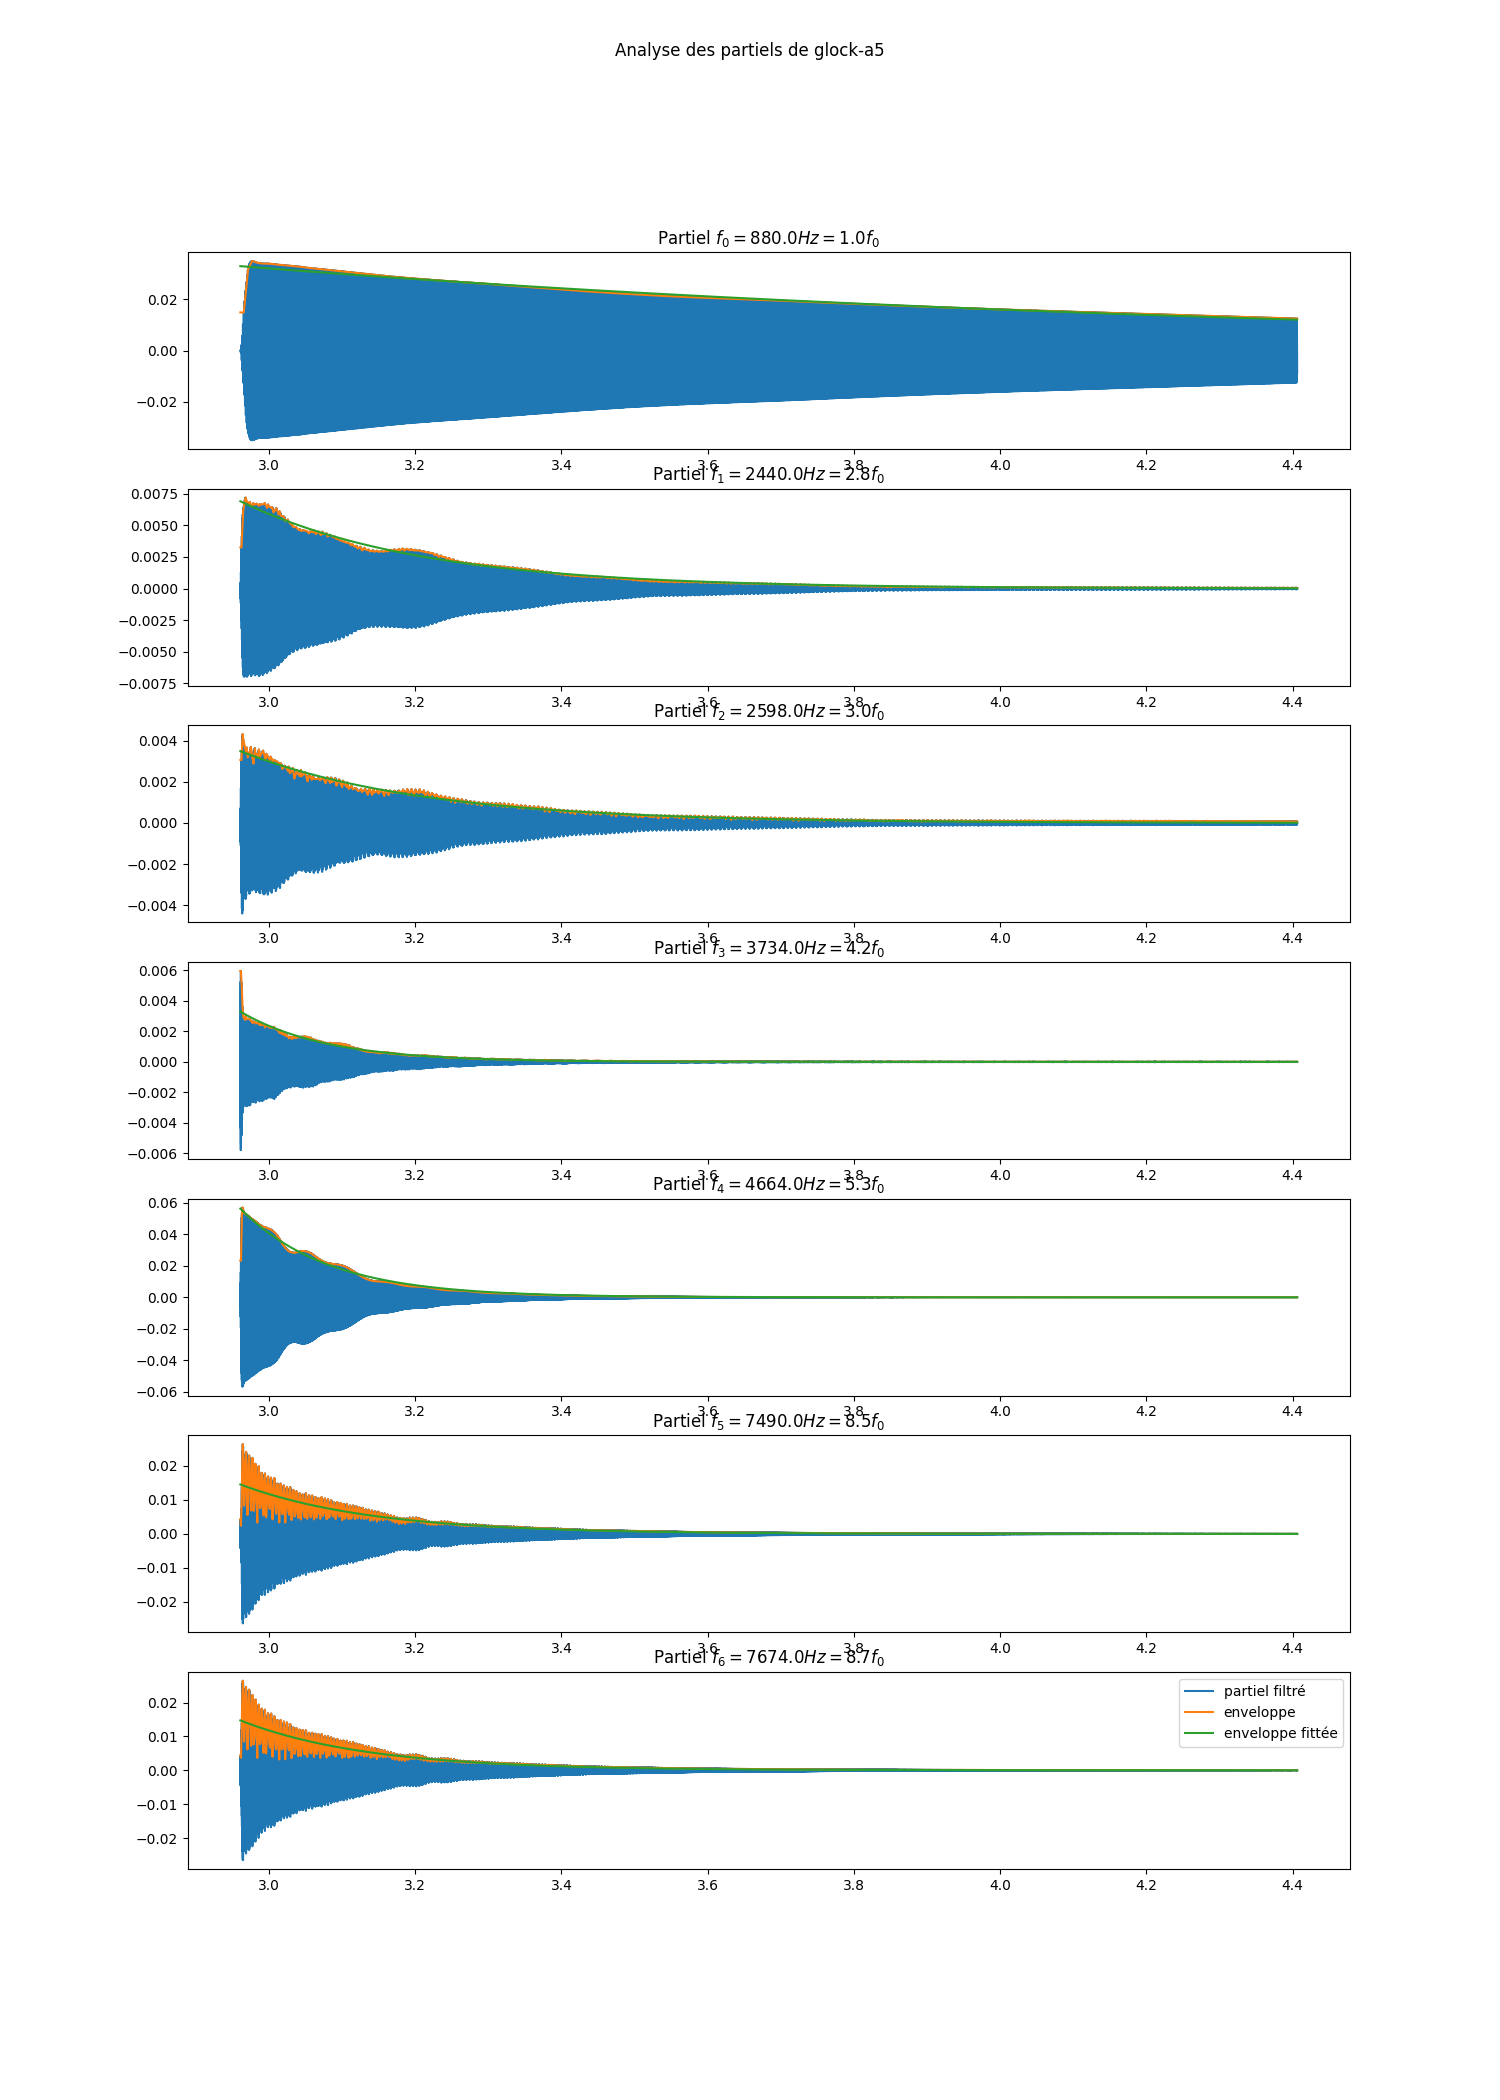 Analyse des partiels de glock-a5
Partiel f₀ = 880.0Hz = 1.0f₀
0.02
0.00
−0.02
3.0 3.2 3.4 3.6 3.8 4.0 4.2 4.4
Partiel f₁ = 2440.0Hz = 2.8f₀
0.0075
0.0050
0.0025
0.0000
−0.0025
−0.0050
−0.0075
3.0 3.2 3.4 3.6 3.8 4.0 4.2 4.4
Partiel f₂ = 2598.0Hz = 3.0f₀
0.004
0.002
0.000
−0.002
−0.004
3.0 3.2 3.4 3.6 3.8 4.0 4.2 4.4
Partiel f₃ = 3734.0Hz = 4.2f₀
0.006
0.004
0.002
0.000
−0.002
−0.004
−0.006
3.0 3.2 3.4 3.6 3.8 4.0 4.2 4.4
Partiel f₄ = 4664.0Hz = 5.3f₀
0.06
0.04
0.02
0.00
−0.02
−0.04
−0.06
3.0 3.2 3.4 3.6 3.8 4.0 4.2 4.4
Partiel f₅ = 7490.0Hz = 8.5f₀
0.02
0.01
0.00
−0.01
−0.02
3.0 3.2 3.4 3.6 3.8 4.0 4.2 4.4
Partiel f₆ = 7674.0Hz = 8.7f₀
partiel filtré
enveloppe
enveloppe fittée
0.02
0.01
0.00
−0.01
−0.02
3.0 3.2 3.4 3.6 3.8 4.0 4.2 4.4